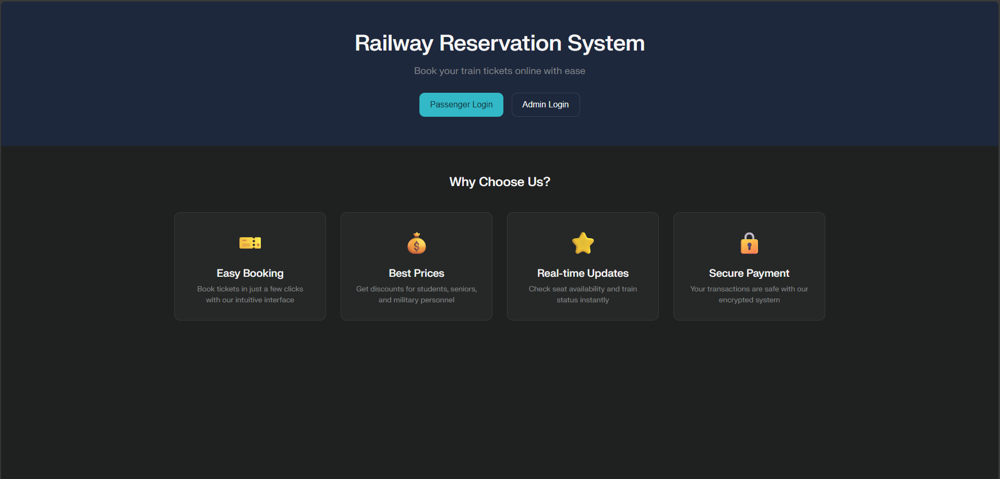 Railway Reservation System
Book your train tickets online with ease
Passenger Login
Admin Login
Why Choose Us?
Easy Booking
Book tickets in just a few clicks
with our intuitive interface
Best Prices
Get discounts for students, seniors,
and military personnel
Real-time Updates
Check seat availability and train
status instantly
Secure Payment
Your transactions are safe with our
encrypted system